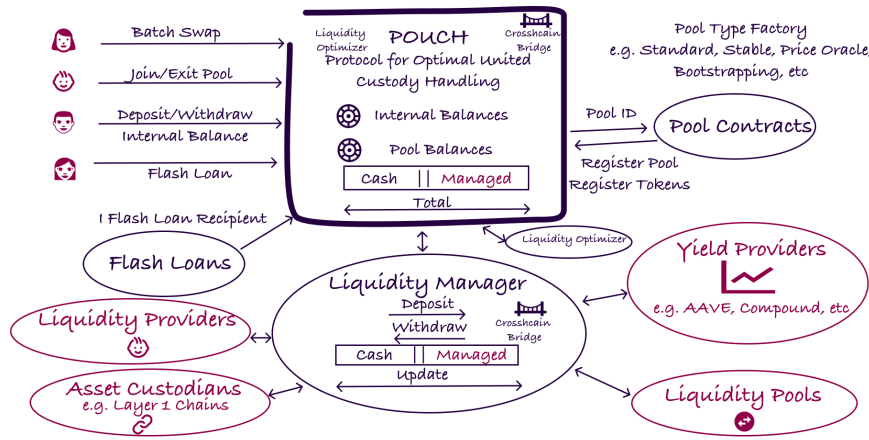 Batch Swap
Join/Exit Pool
Deposit/Withdraw
Internal Balance
Flash Loan
Liquidity
Optimizer
POUCH
Crosschain
Bridge
Protocol for Optimal United
Custody Handling
Internal Balances
Pool Balances
Cash || Managed
Total
Pool Type Factory
e.g. Standard, Stable, Price Oracle,
Bootstrapping, etc
Pool ID
Pool Contracts
Register Pool
Register Tokens
1 Flash Loan Recipient
Flash Loans
Liquidity Optimizer
Liquidity Manager
Deposit
Withdraw
Crosschain
Bridge
Cash || Managed
Update
Yield Providers
e.g. AAVE, Compound, etc
Liquidity Providers
Asset Custodians
e.g. Layer 1 Chains
Liquidity Pools